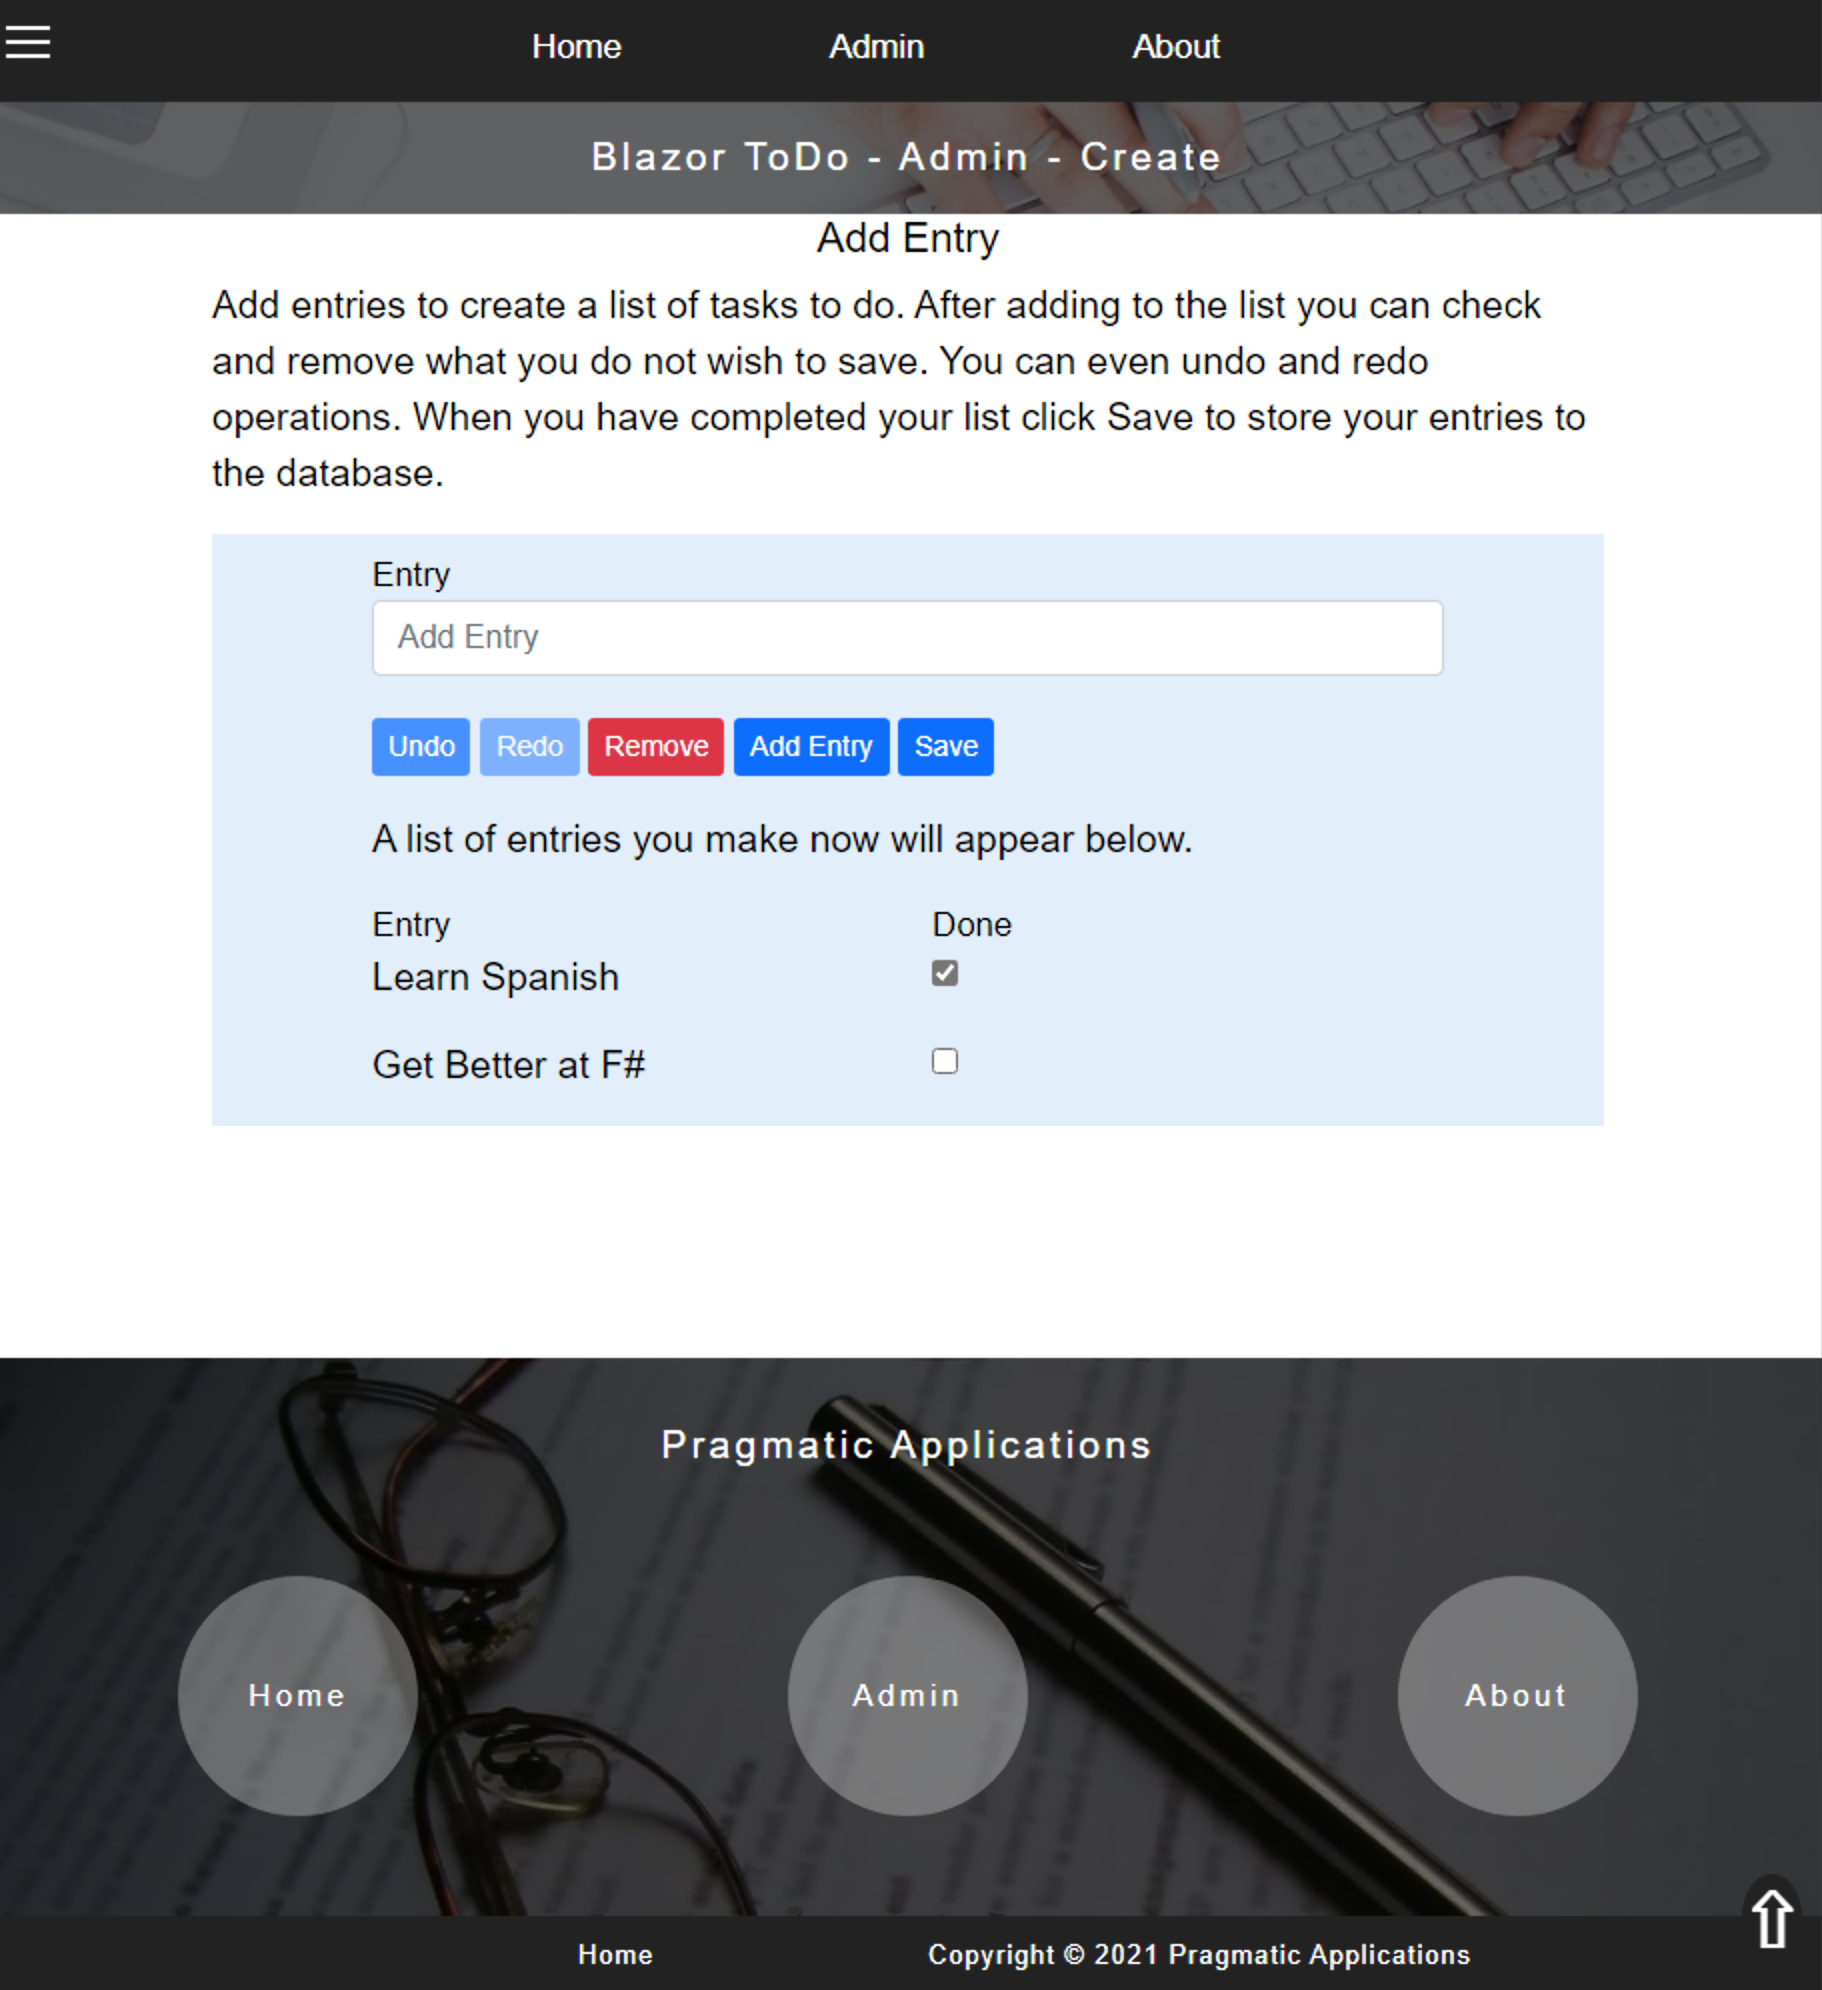 Home Admin About
Blazor ToDo - Admin - Create
Add Entry
Add entries to create a list of tasks to do. After adding to the list you can check
and remove what you do not wish to save. You can even undo and redo
operations. When you have completed your list click Save to store your entries to
the database.
Entry
Add Entry
Undo Redo Remove Add Entry Save
A list of entries you make now will appear below.
Entry Done
Learn Spanish
Get Better at F#
Pragmatic Applications
Home Admin About
Home Copyright © 2021 Pragmatic Applications